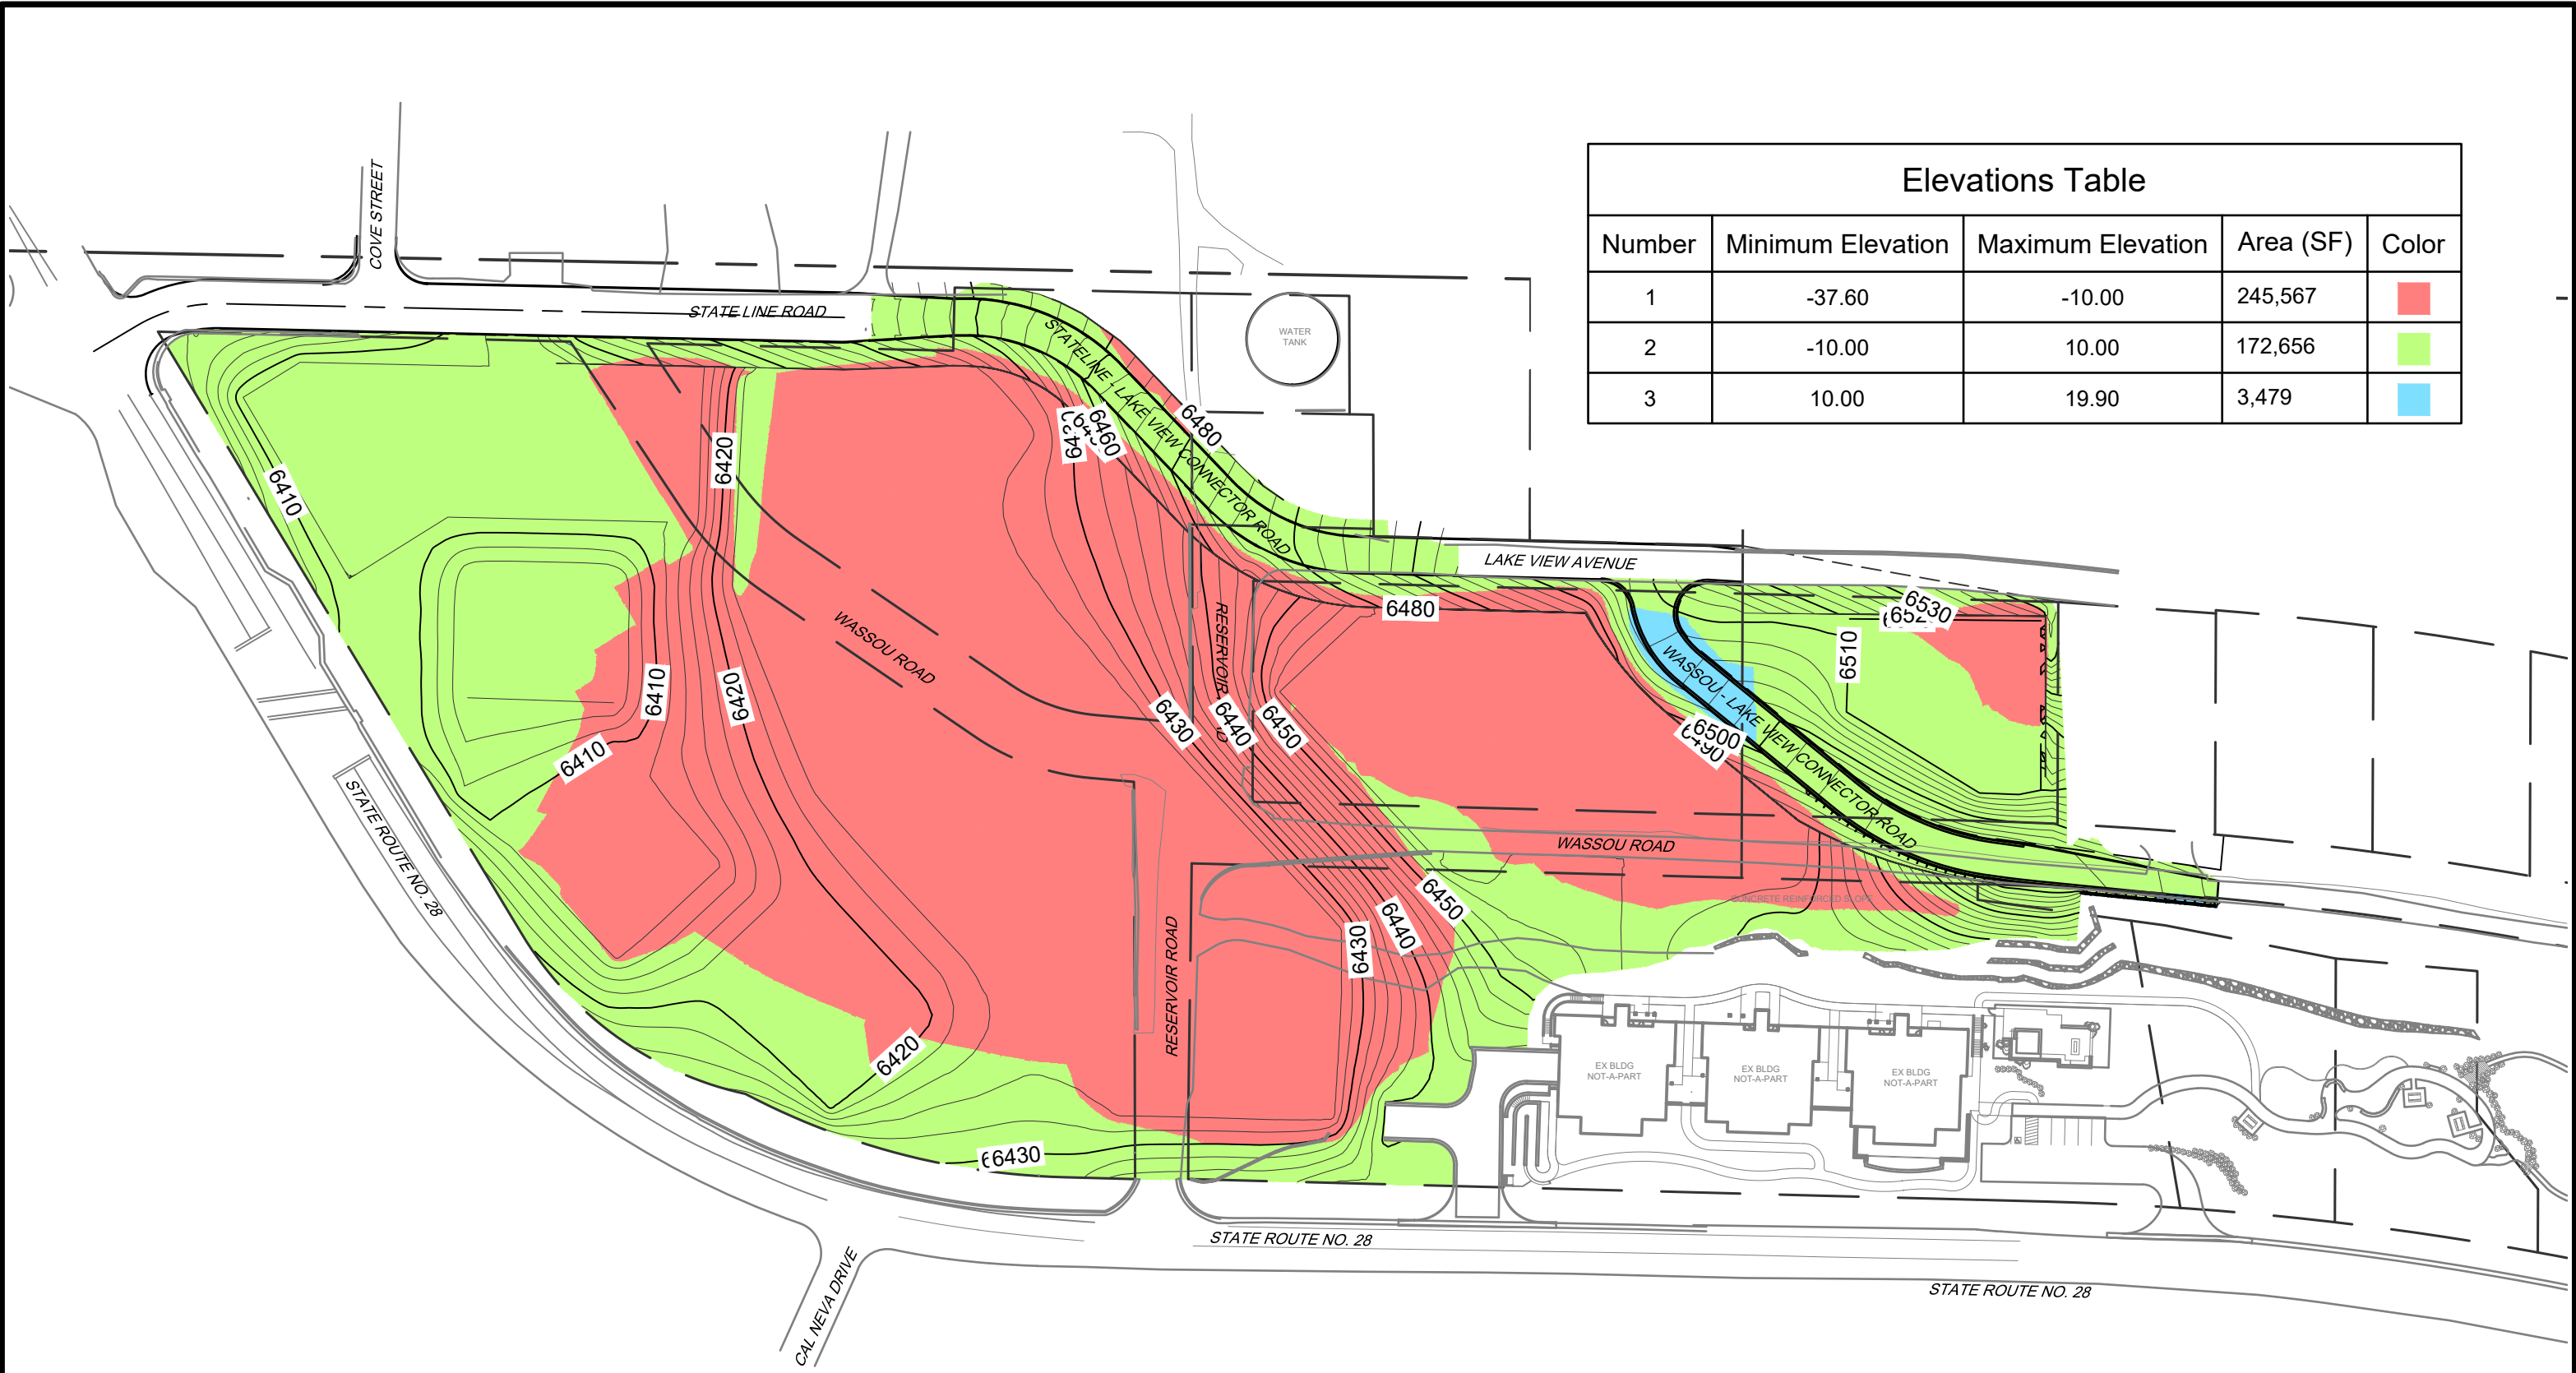 Elevations Table
Number Minimum Elevation Maximum Elevation Area (SF) Color
1 -37.60 -10.00 245,567
2 -10.00 10.00 172,656
3 10.00 19.90 3,479
COVE STREET
STATE LINE ROAD
STATELINE - LAKE VIEW CONNECTOR ROAD
WATER
TANK
6480
6460
6420
6410
LAKE VIEW AVENUE
6480
6530
6510
WASSOU ROAD
RESERVOIR
WASSOU - LAKE VIEW CONNECTOR ROAD
6410
6420
6430
6440
6450
6500
6490
6410
WASSOU ROAD
CONCRETE REINFORCED SLOPE
STATE ROUTE NO. 28
6450
6440
6430
RESERVOIR ROAD
6420
6430
EX BLDG
NOT-A-PART
EX BLDG
NOT-A-PART
EX BLDG
NOT-A-PART
STATE ROUTE NO. 28
STATE ROUTE NO. 28
CAL NEVA DRIVE